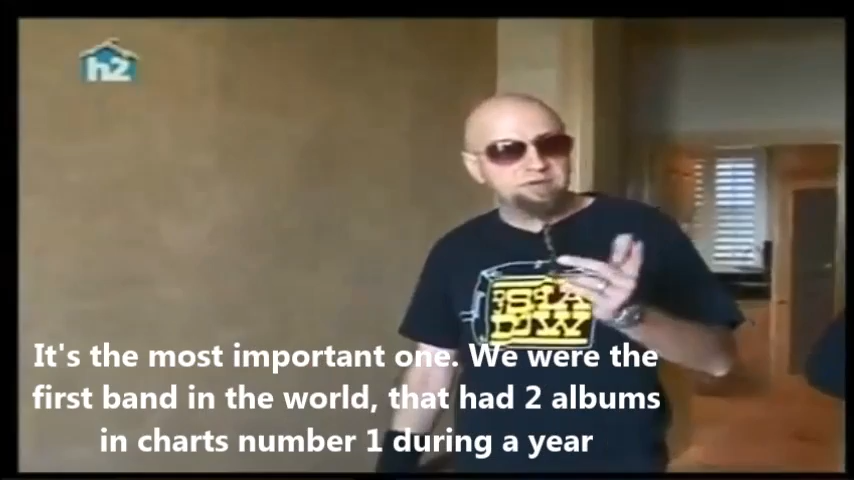 h2
It's the most important one. We were the
first band in the world, that had 2 albums
in charts number 1 during a year